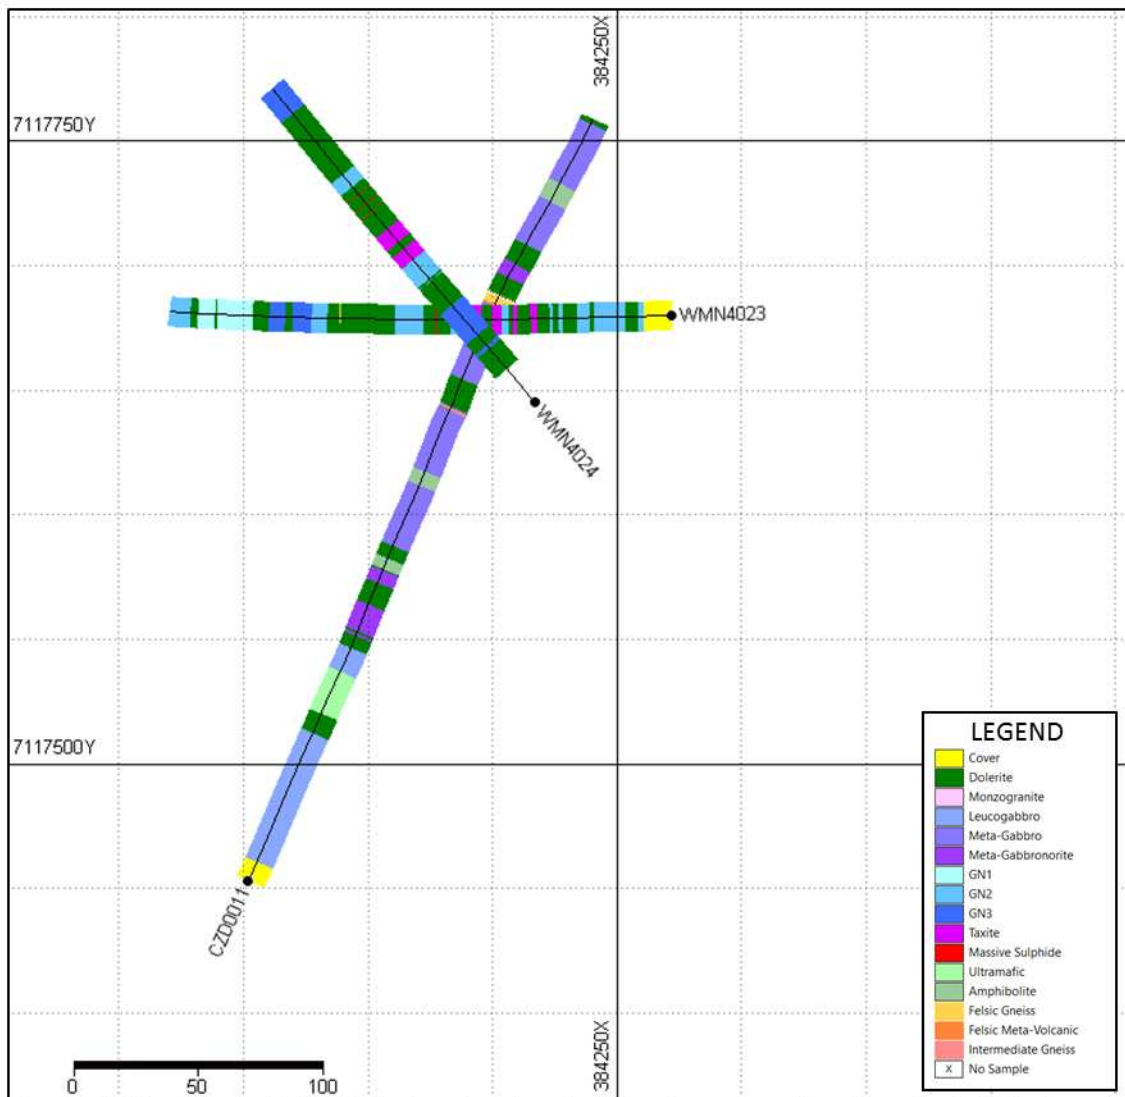 384250X
7117750Y
WMN4023
WMN4024
7117500Y
CZD0011
384250X
0 50 100
LEGEND
Cover
Dolerite
Monzogranite
Leucogabbro
Meta-Gabbro
Meta-Gabbronorite
GN1
GN2
GN3
Taxite
Massive Sulphide
Ultramafic
Amphibolite
Felsic Gneiss
Felsic Meta-Volcanic
Intermediate Gneiss
X No Sample